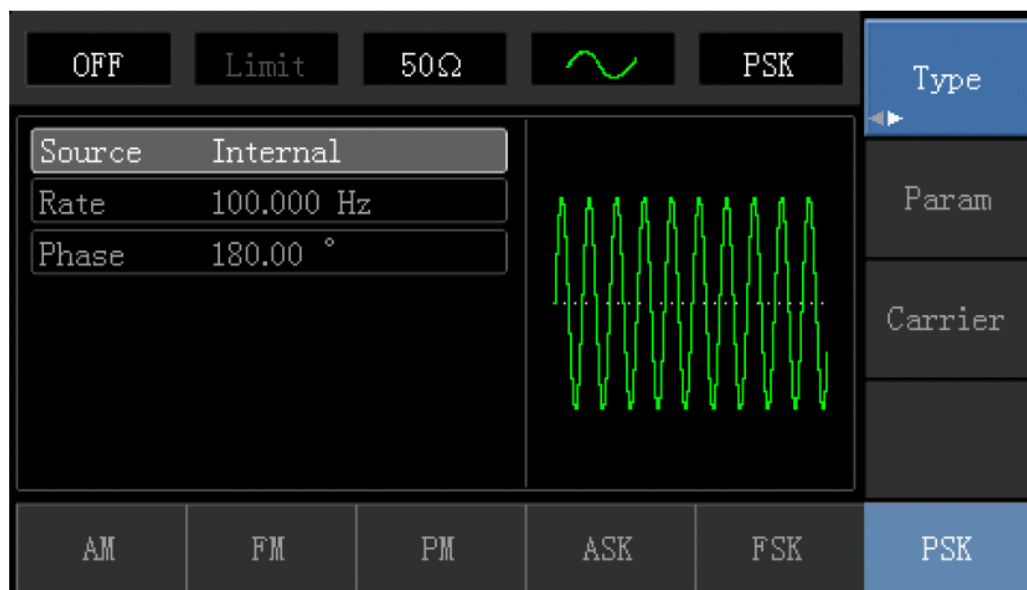 OFF Limit 50Ω PSK
Type
Source Internal
Rate 100.000 Hz
Phase 180.00 °
Param
Carrier
AM FM PM ASK FSK PSK